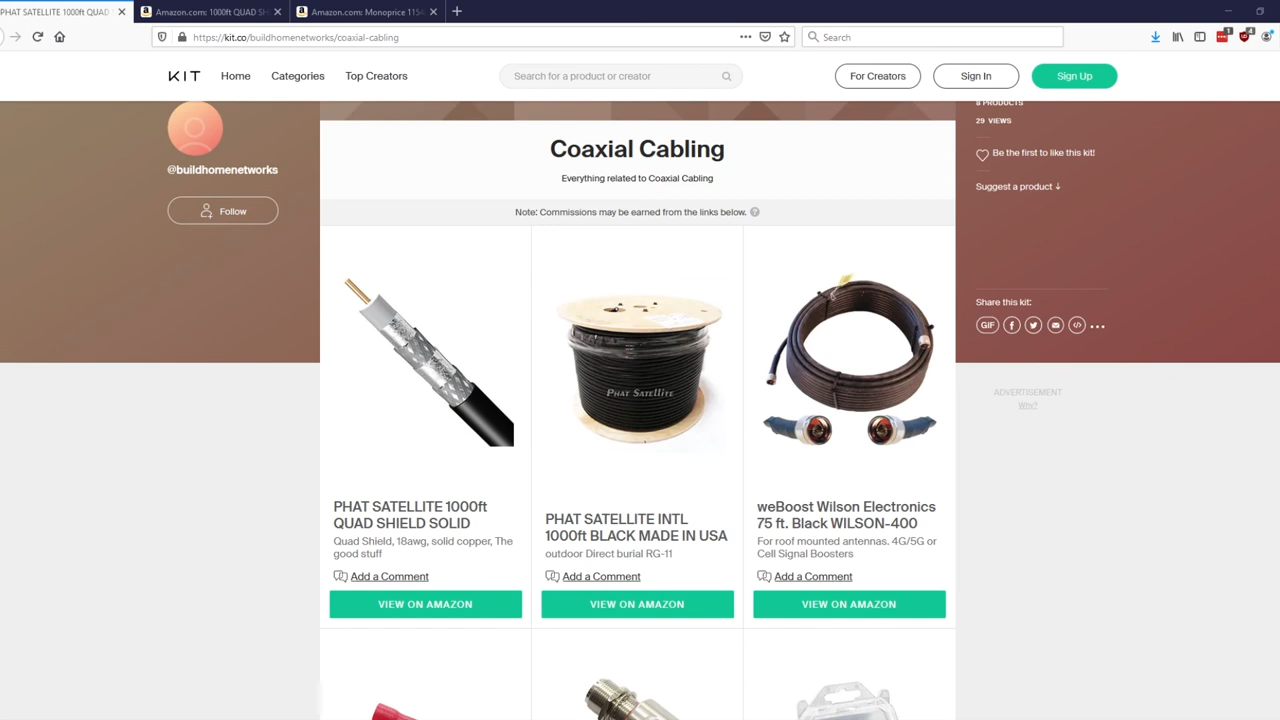 PHAT SATELLITE 1000ft QUAD
Amazon.com: 1000ft QUAD SH
Amazon.com: Monoprice 1154
https://kit.co/buildhomenetworks/coaxial-cabling
Search
KIT
Home
Categories
Top Creators
Search for a product or creator
For Creators
Sign In
Sign Up
8 PRODUCTS
29 VIEWS
Be the first to like this kit!
Suggest a product ↓
@buildhomenetworks
Follow
Coaxial Cabling
Everything related to Coaxial Cabling
Note: Commissions may be earned from the links below. ?
Share this kit:
GIF
ADVERTISEMENT
Why?
PHAT SATELLITE
PHAT SATELLITE 1000ft
QUAD SHIELD SOLID
Quad Shield, 18awg, solid copper, The
good stuff
Add a Comment
VIEW ON AMAZON
PHAT SATELLITE INTL
1000ft BLACK MADE IN USA
outdoor Direct burial RG-11
Add a Comment
VIEW ON AMAZON
weBoost Wilson Electronics
75 ft. Black WILSON-400
For roof mounted antennas. 4G/5G or
Cell Signal Boosters
Add a Comment
VIEW ON AMAZON